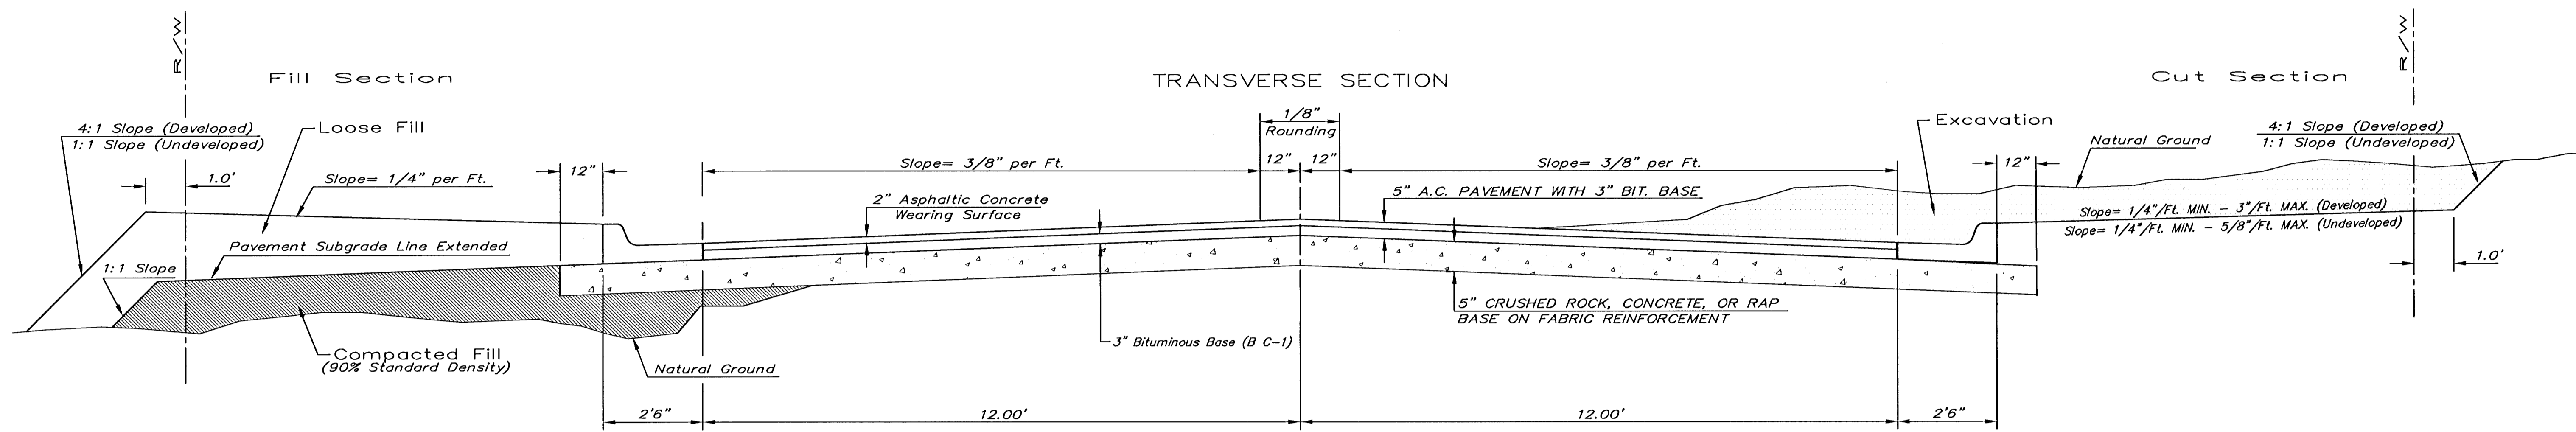 R/W
Fill Section
TRANSVERSE SECTION
Cut Section
R/W
4:1 Slope (Developed)
1:1 Slope (Undeveloped)
Loose Fill
1/8"
Rounding
Excavation
Natural Ground
4:1 Slope (Developed)
1:1 Slope (Undeveloped)
1.0'
Slope= 1/4" per Ft.
12"
Slope= 3/8" per Ft.
12"
12"
Slope= 3/8" per Ft.
12"
2" Asphaltic Concrete
Wearing Surface
5" A.C. PAVEMENT WITH 3" BIT. BASE
Slope= 1/4"/Ft. MIN. - 3"/Ft. MAX. (Developed)
Slope= 1/4"/Ft. MIN. - 5/8"/Ft. MAX. (Undeveloped)
Pavement Subgrade Line Extended
1:1 Slope
1.0'
5" CRUSHED ROCK, CONCRETE, OR RAP
BASE ON FABRIC REINFORCEMENT
3" Bituminous Base (B C-1)
Compacted Fill
(90% Standard Density)
Natural Ground
2'6"
12.00'
12.00'
2'6"